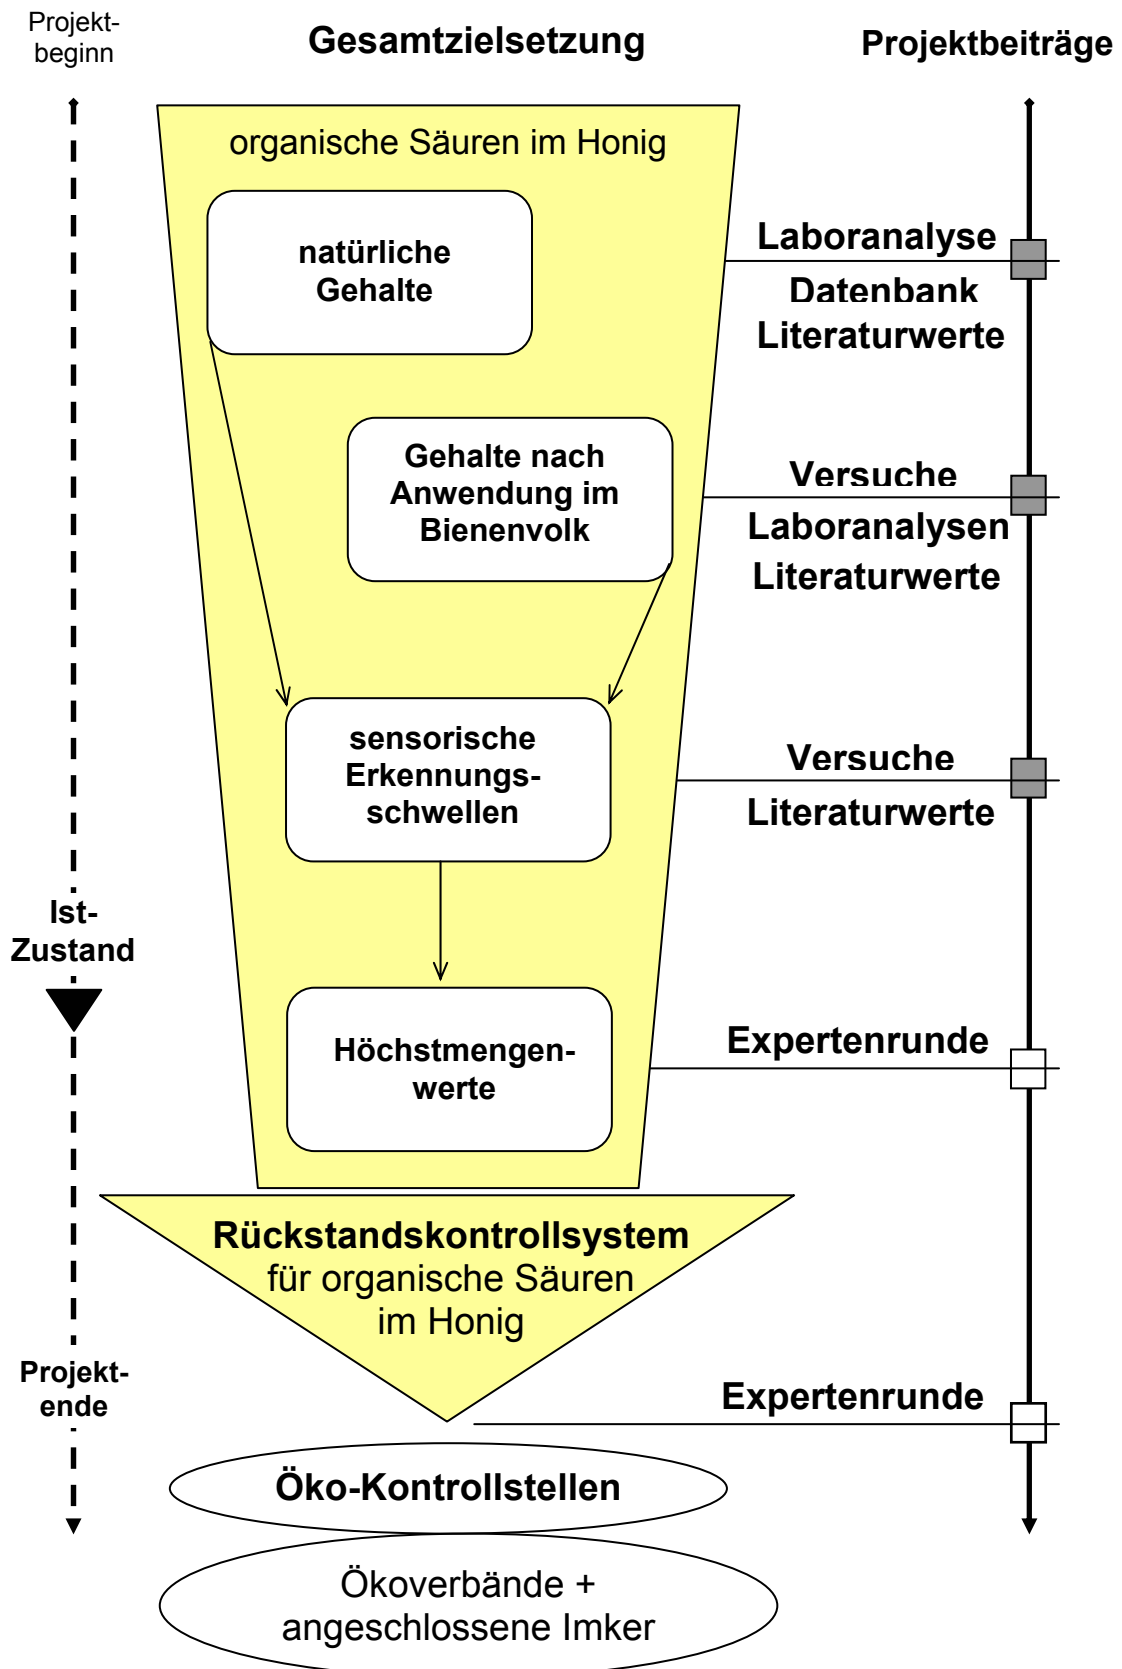 Projekt-
beginn
Gesamtzielsetzung
Projektbeiträge
organische Säuren im Honig
natürliche
Gehalte
Laboranalyse
Datenbank
Literaturwerte
Gehalte nach
Anwendung im
Bienenvolk
Versuche
Laboranalysen
Literaturwerte
sensorische
Erkennungs-
schwellen
Versuche
Literaturwerte
Ist-
Zustand
Höchstmengen-
werte
Expertenrunde
Rückstandskontrollsystem
für organische Säuren
im Honig
Projekt-
ende
Expertenrunde
Öko-Kontrollstellen
Ökoverbände +
angeschlossene Imker